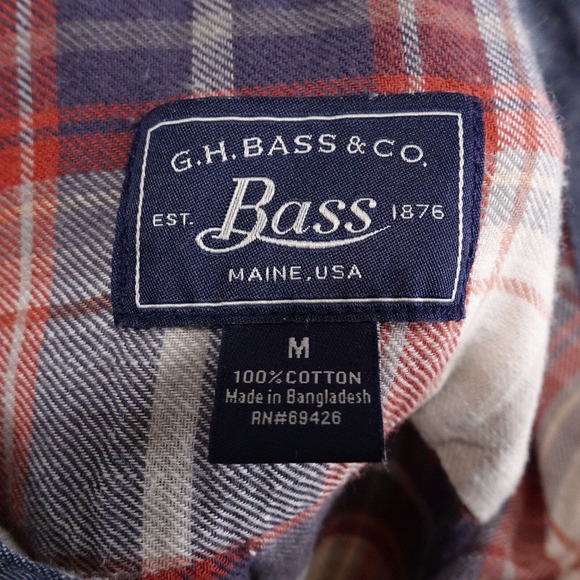 G.H. BASS & CO.
EST. Bass 1876
MAINE, USA
M
100% COTTON
Made in Bangladesh
RN#69426